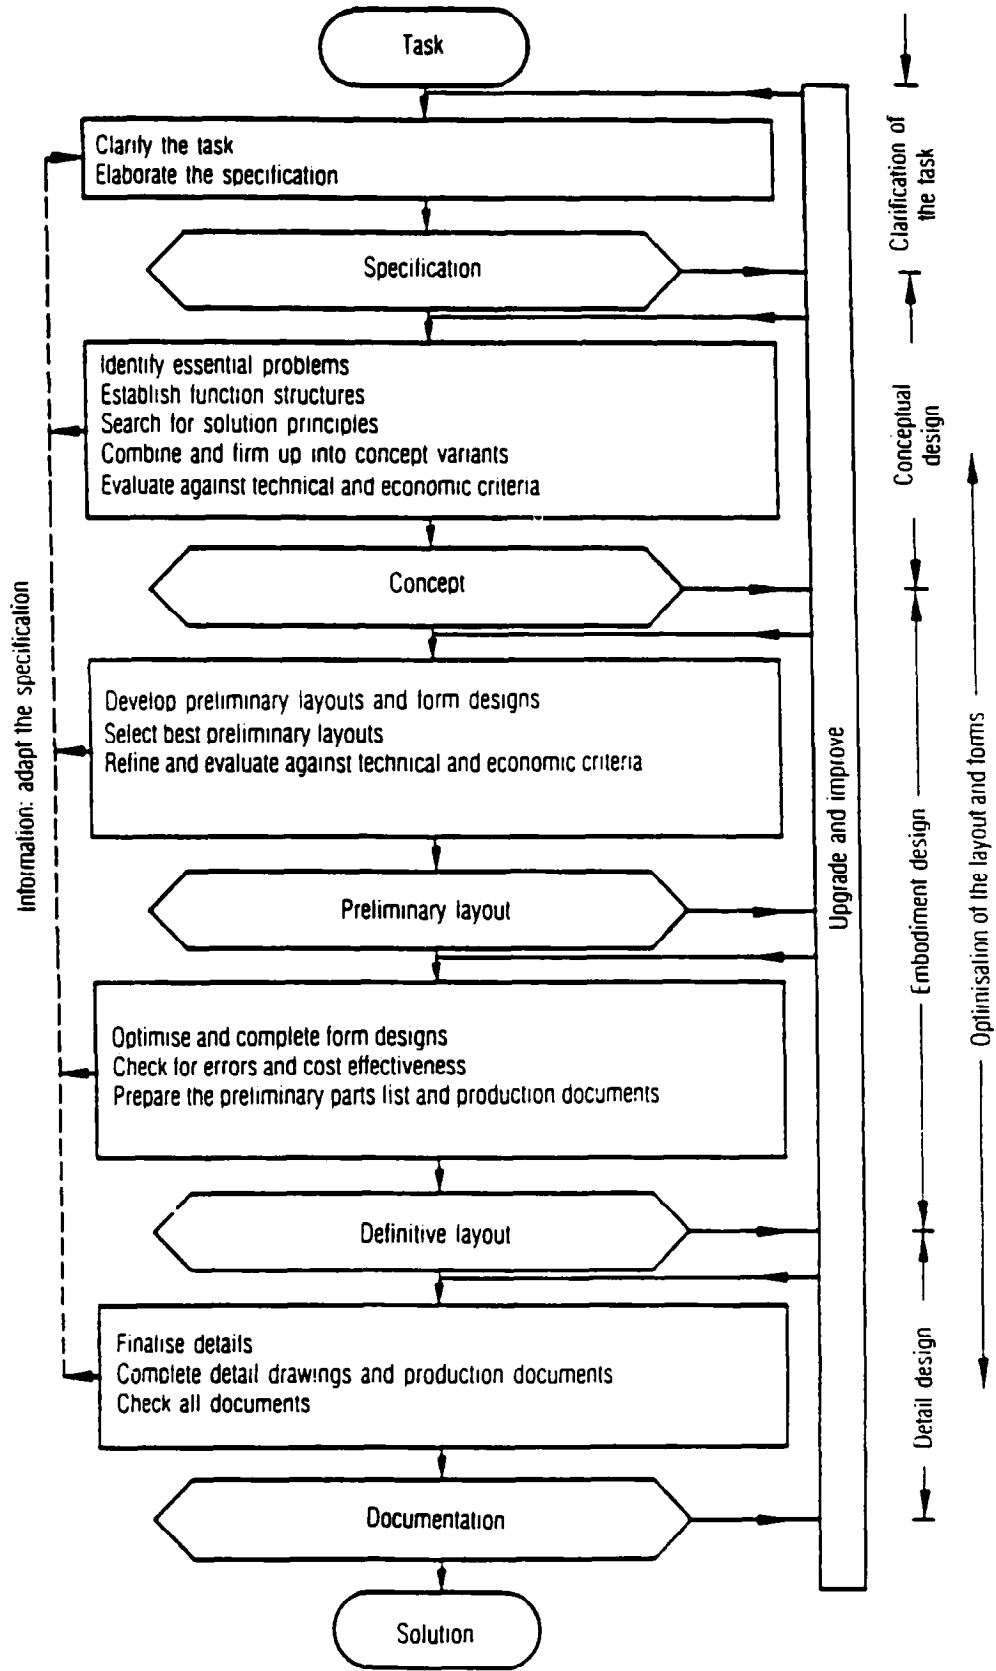 Task
Clarify the task
Elaborate the specification
Specification
Identify essential problems
Establish function structures
Search for solution principles
Combine and firm up into concept variants
Evaluate against technical and economic criteria
Concept
Develop preliminary layouts and form designs
Select best preliminary layouts
Refine and evaluate against technical and economic criteria
Preliminary layout
Optimise and complete form designs
Check for errors and cost effectiveness
Prepare the preliminary parts list and production documents
Definitive layout
Finalise details
Complete detail drawings and production documents
Check all documents
Documentation
Solution
Information: adapt the specification
Upgrade and improve
Clarification of
the task
Conceptual
design
Embodiment design
Detail design
Optimisation of the layout and forms